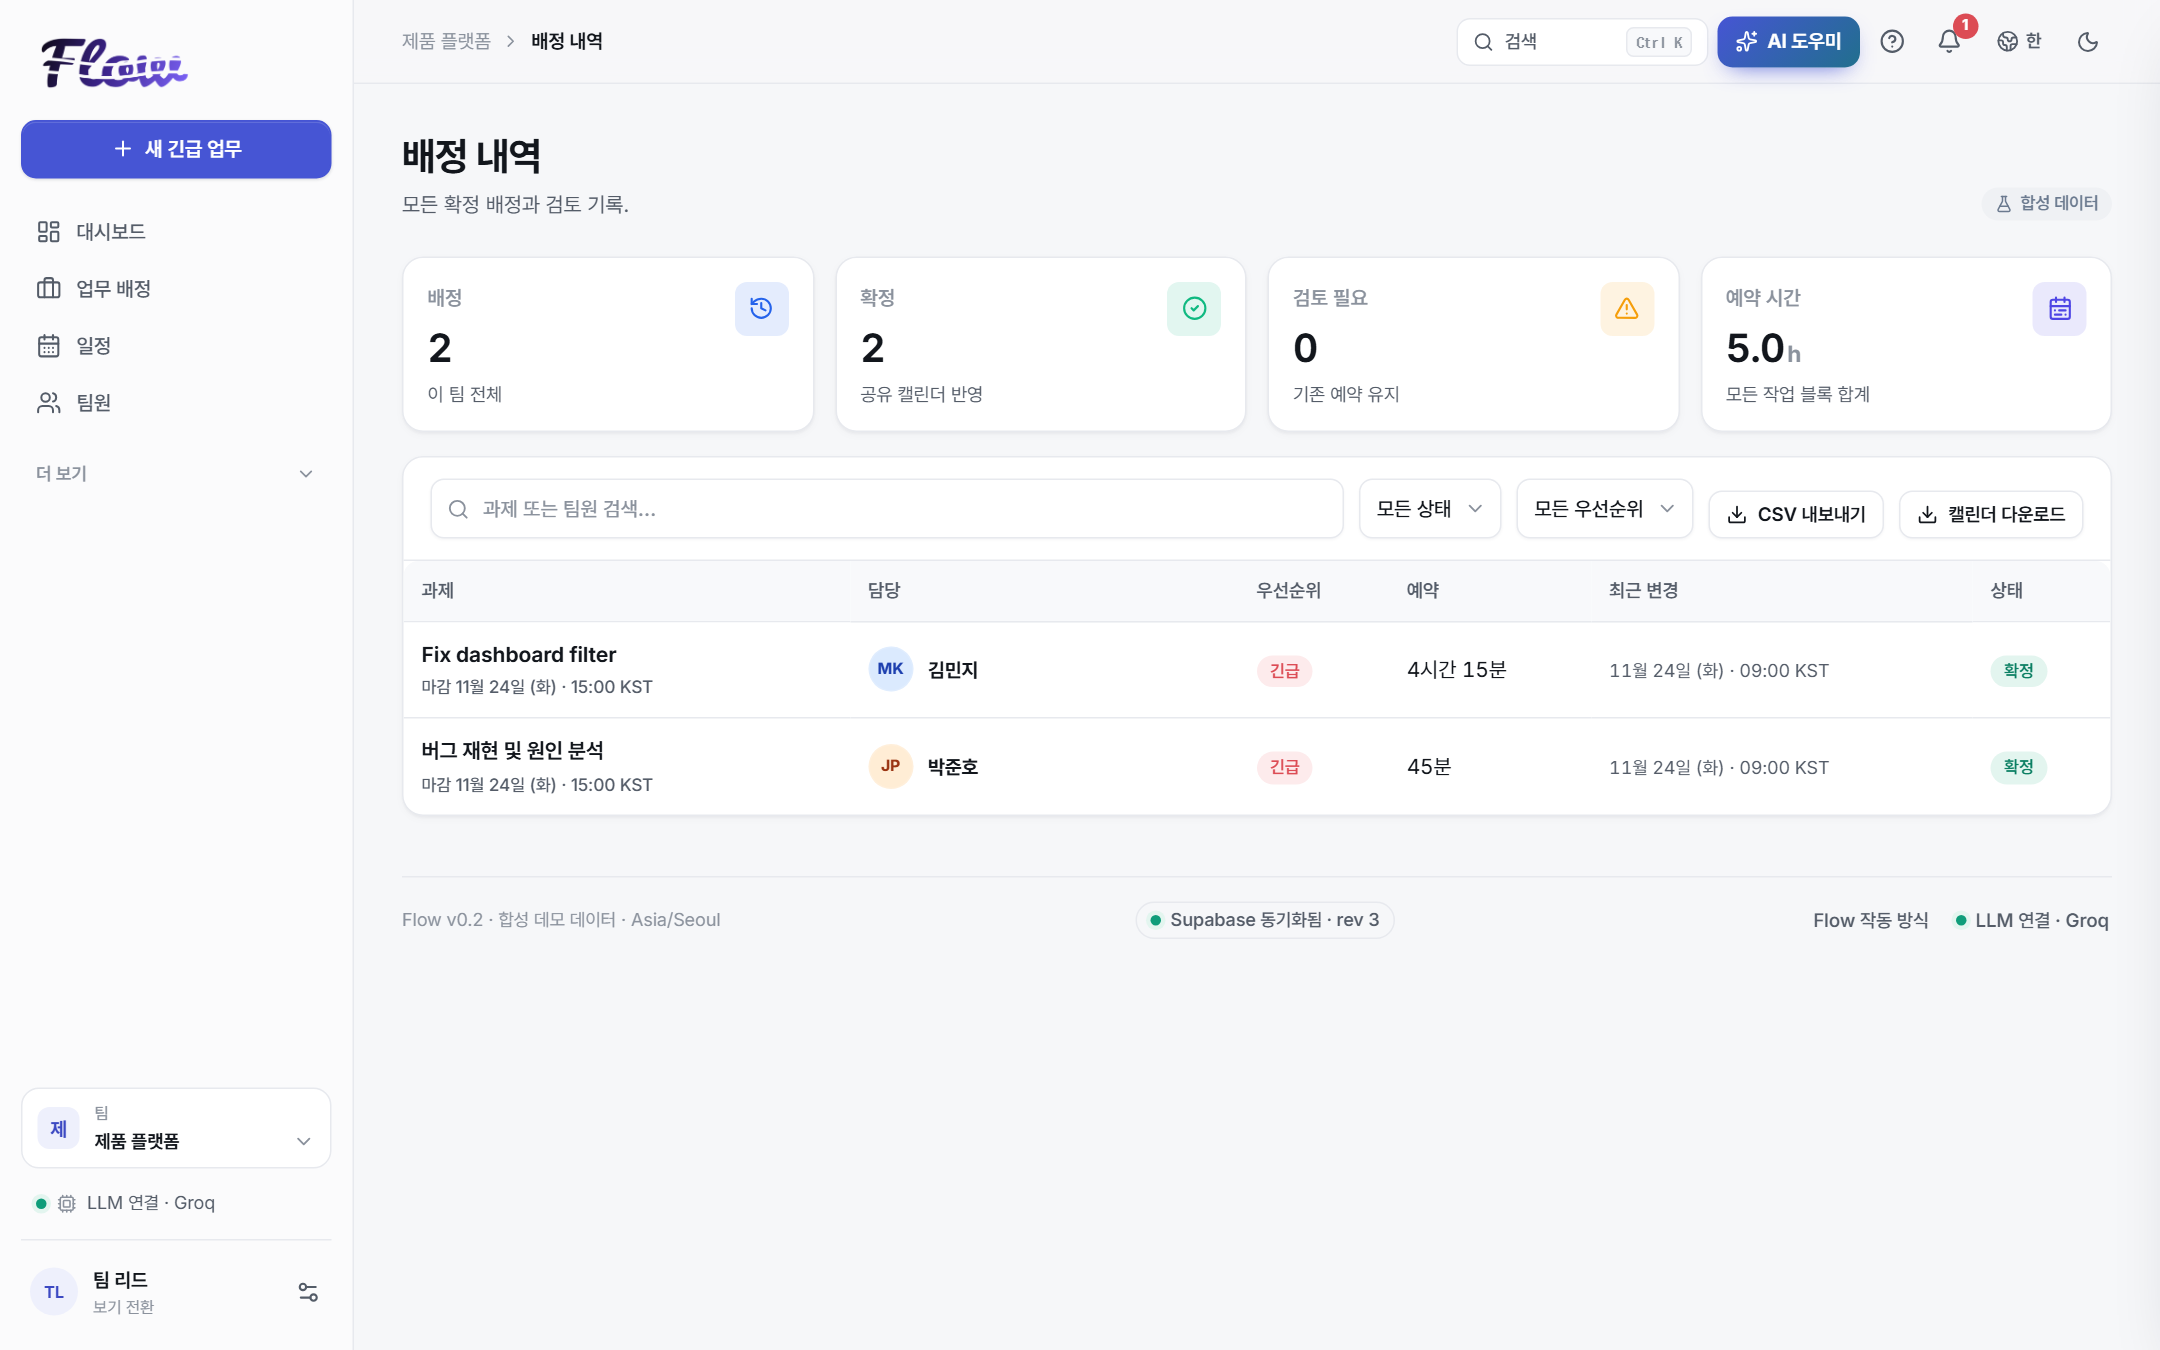 Flow
새 긴급 업무
대시보드
업무 배정
일정
팀원
더 보기
팀
제
제품 플랫폼
LLM 연결 · Groq
TL
팀 리드
보기 전환
제품 플랫폼 > 배정 내역
검색
Ctrl K
AI 도우미
1
한
배정 내역
모든 확정 배정과 검토 기록.
합성 데이터
배정
2
이 팀 전체
확정
2
공유 캘린더 반영
검토 필요
0
기존 예약 유지
예약 시간
5.0h
모든 작업 블록 합계
과제 또는 팀원 검색...
모든 상태
모든 우선순위
CSV 내보내기
캘린더 다운로드
과제 담당 우선순위 예약 최근 변경 상태
Fix dashboard filter
마감 11월 24일 (화) · 15:00 KST
MK 김민지 긴급 4시간 15분 11월 24일 (화) · 09:00 KST 확정
버그 재현 및 원인 분석
마감 11월 24일 (화) · 15:00 KST
JP 박준호 긴급 45분 11월 24일 (화) · 09:00 KST 확정
Flow v0.2 · 합성 데모 데이터 · Asia/Seoul
Supabase 동기화됨 · rev 3
Flow 작동 방식
LLM 연결 · Groq